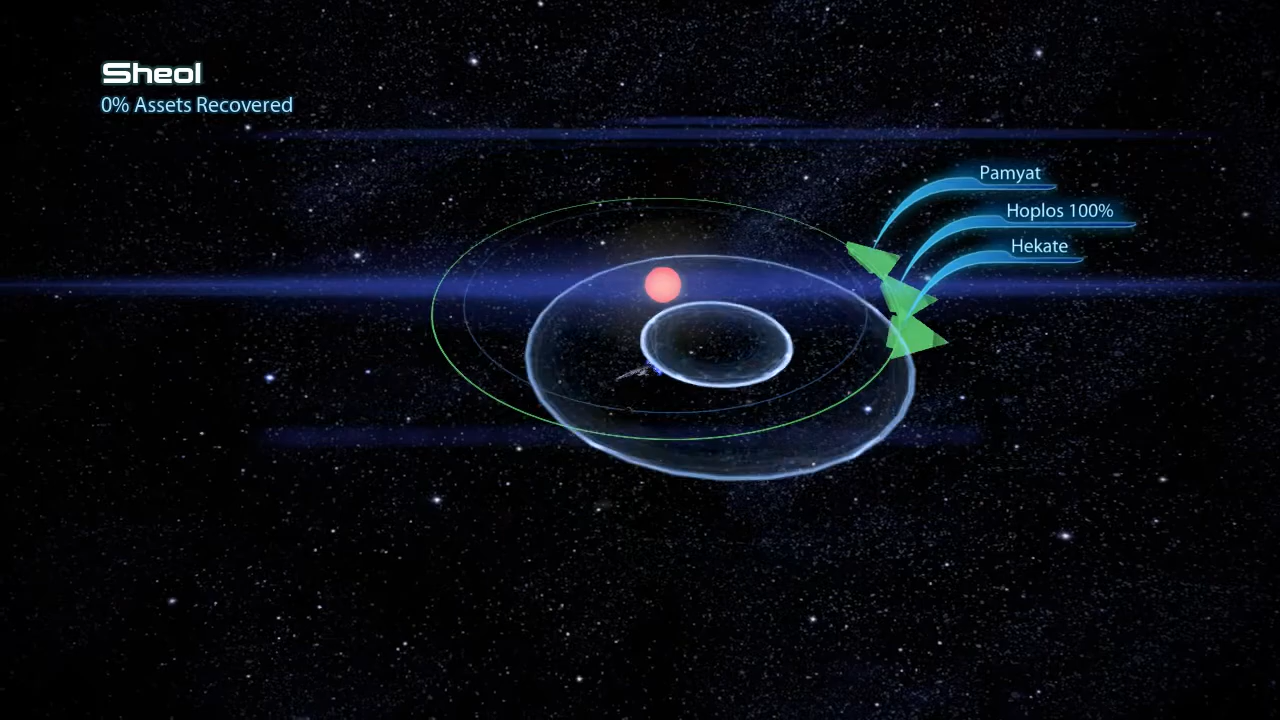 Sheol
0% Assets Recovered
Pamyat
Hoplos 100%
Hekate